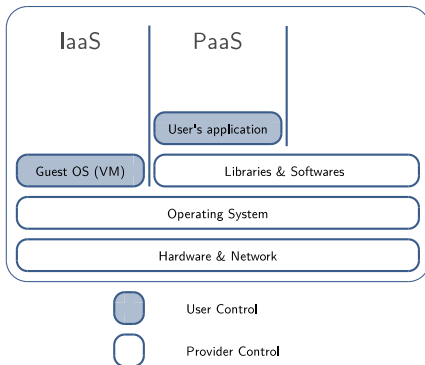 IaaS
PaaS
User's application
Guest OS (VM)
Libraries & Softwares
Operating System
Hardware & Network
User Control
Provider Control